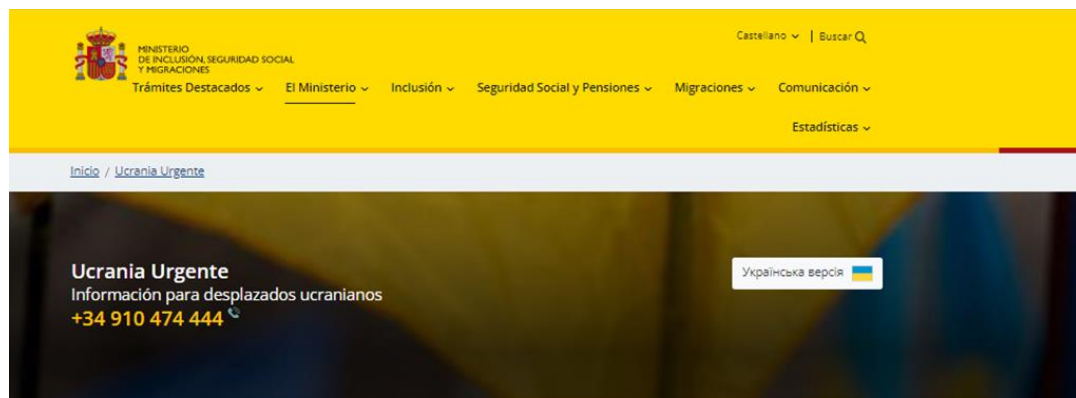 Castellano | Buscar
MINISTERIO
DE INCLUSIÓN, SEGURIDAD SOCIAL
Y MIGRACIONES
Trámites Destacados El Ministerio Inclusión Seguridad Social y Pensiones Migraciones Comunicación
Estadísticas
Inicio / Ucrania Urgente
Ucrania Urgente
Українська версія
Información para desplazados ucranianos
+34 910 474 444